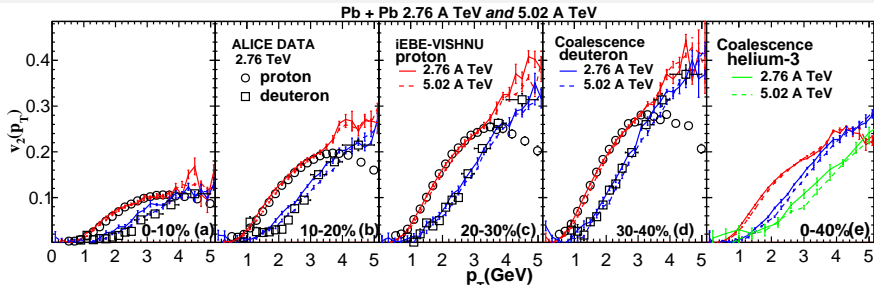 Pb + Pb 2.76 A TeV and 5.02 A TeV
v2(pT)
0.4
0.3
0.2
0.1
ALICE DATA
2.76 TeV
proton
deuteron
iEBE-VISHNU
proton
2.76 A TeV
5.02 A TeV
Coalescence
deuteron
2.76 A TeV
5.02 A TeV
Coalescence
helium-3
2.76 A TeV
5.02 A TeV
0-10% (a)
10-20% (b)
20-30%(c)
30-40% (d)
0-40%(e)
0 1 2 3 4 5 1 2 3 4 5 1 2 3 4 5 1 2 3 4 5 1 2 3 4 5
pT(GeV)